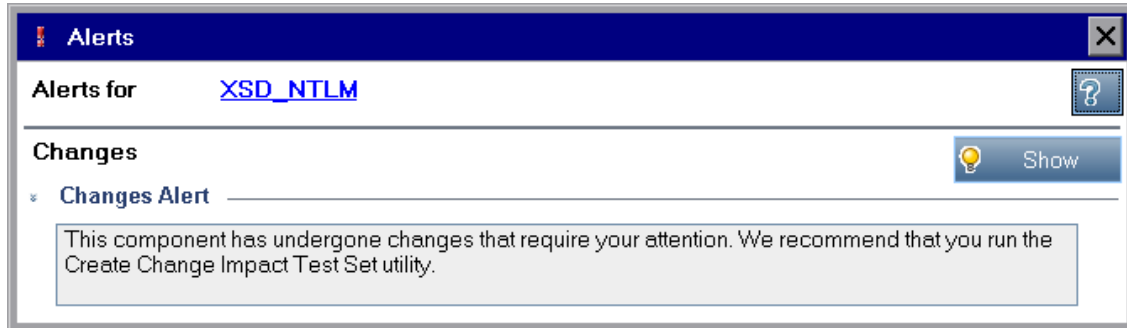 Alerts
Alerts for XSD_NTLM
Changes
Show
Changes Alert
This component has undergone changes that require your attention. We recommend that you run the
Create Change Impact Test Set utility.